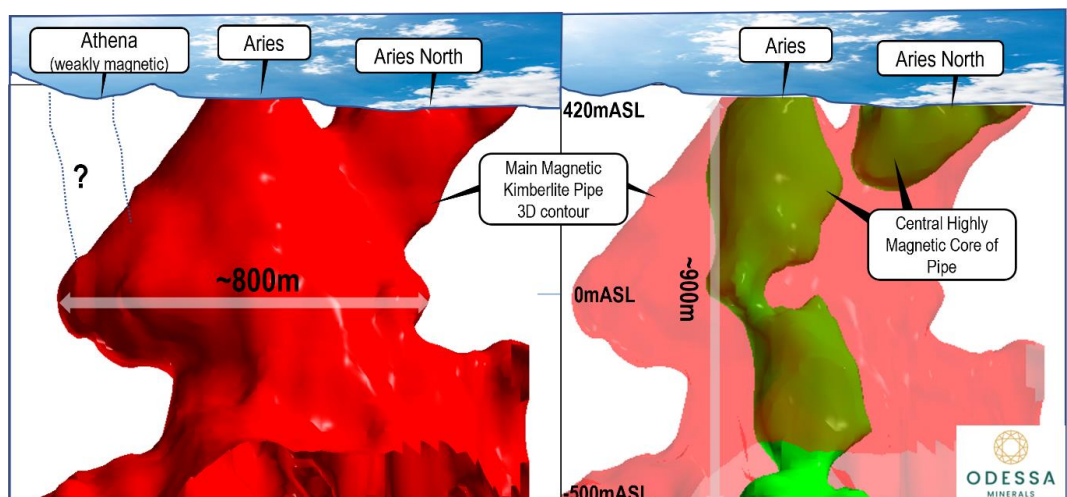 Athena
(weakly magnetic)
Aries
Aries North
?
Main Magnetic
Kimberlite Pipe
3D contour
~800m
Aries
Aries North
420mASL
Central Highly
Magnetic Core of
Pipe
~900m
0mASL
-500mASL
ODESSA
MINERALS